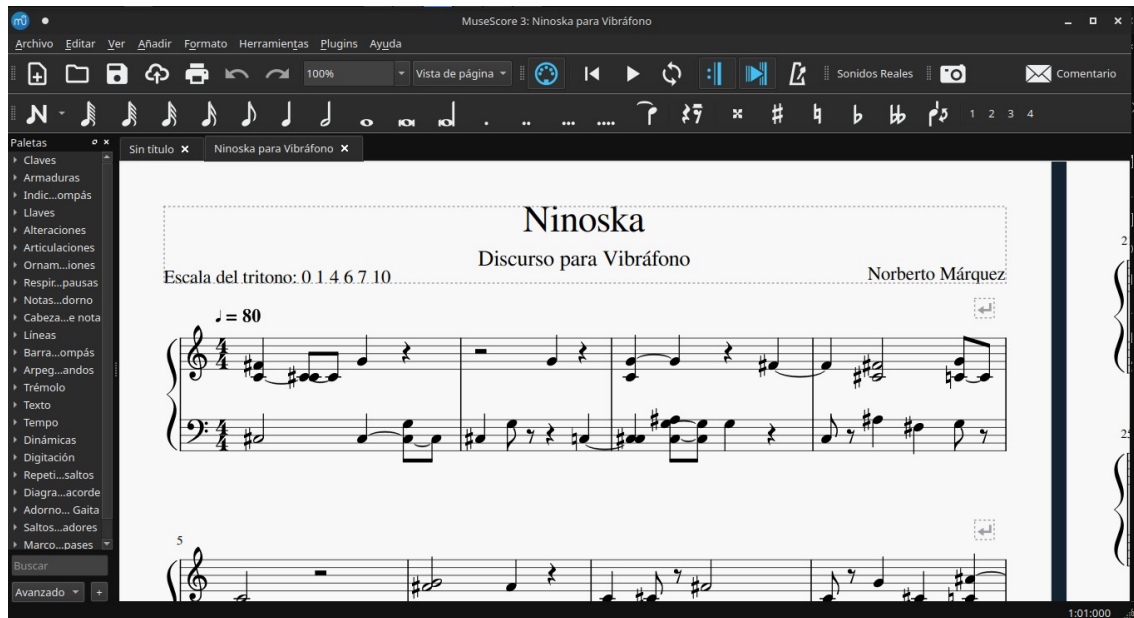 MuseScore 3: Ninoska para Vibráfono
Archivo Editar Ver Añadir Formato Herramientas Plugins Ayuda
100% Vista de página Sonidos Reales Comentario
N 1 2 3 4
Paletas
Sin título Ninoska para Vibráfono
Claves
Armaduras
Indic...ompás
Llaves
Alteraciones
Articulaciones
Ornam...iones
Respir...pausas
Notas...dorno
Cabeza...e nota
Líneas
Barra...ompás
Arpeg...andos
Trémolo
Texto
Tempo
Dinámicas
Digitación
Repeti...saltos
Diagra...acorde
Adorno... Gaita
Saltos...adores
Marco...pases
Buscar
Avanzado +
Ninoska
Discurso para Vibráfono
Escala del tritono: 0 1 4 6 7 10
Norberto Márquez
♩ = 80
4
4
4
4
5
1:01:000